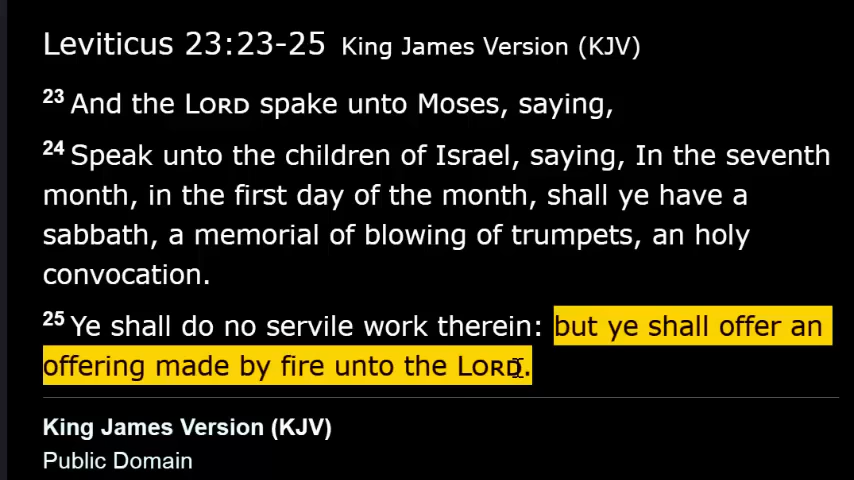 Leviticus 23:23-25 King James Version (KJV)
23 And the LORD spake unto Moses, saying,
24 Speak unto the children of Israel, saying, In the seventh
month, in the first day of the month, shall ye have a
sabbath, a memorial of blowing of trumpets, an holy
convocation.
25 Ye shall do no servile work therein: but ye shall offer an
offering made by fire unto the LORD.
King James Version (KJV)
Public Domain